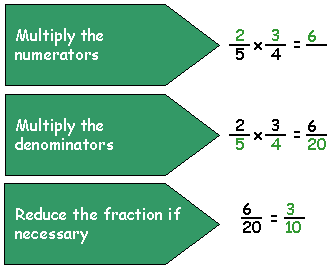 Multiply the
numerators
2/5 × 3/4 = 6/
Multiply the
denominators
2/5 × 3/4 = 6/20
Reduce the fraction if
necessary
6/20 = 3/10